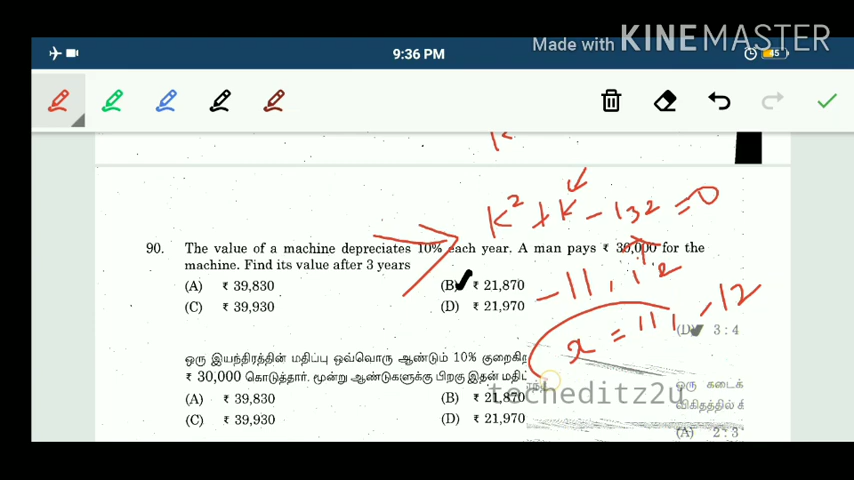 Made with KINEMASTER
9:36 PM
45
K
K² + K - 132 = 0
90. The value of a machine depreciates 10% each year. A man pays ₹ 30,000 for the
machine. Find its value after 3 years
(A) ₹ 39,830 (B) ₹ 21,870
(C) ₹ 39,930 (D) ₹ 21,970
-11, 12
x = 11, -12
(D) 3 : 4
ஒரு இயந்திரத்தின் மதிப்பு ஒவ்வொரு ஆண்டும் 10%
₹ 30,000 கொடுத்தார். மூன்று ஆண்டுகளுக்கு பிறகு இதன்
techeditz2u
ஒரு கடைக்
(A) ₹ 39,830 (B) ₹ 21,870
விகிதத்தில்
(C) ₹ 39,930 (D) ₹ 21,970
(A) 2 : 3